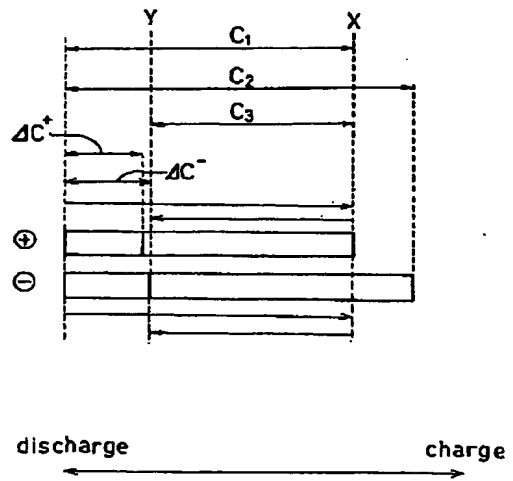 Y X
C₁
C₂
C₃
ΔC⁺
ΔC⁻
⊕
⊖
discharge charge